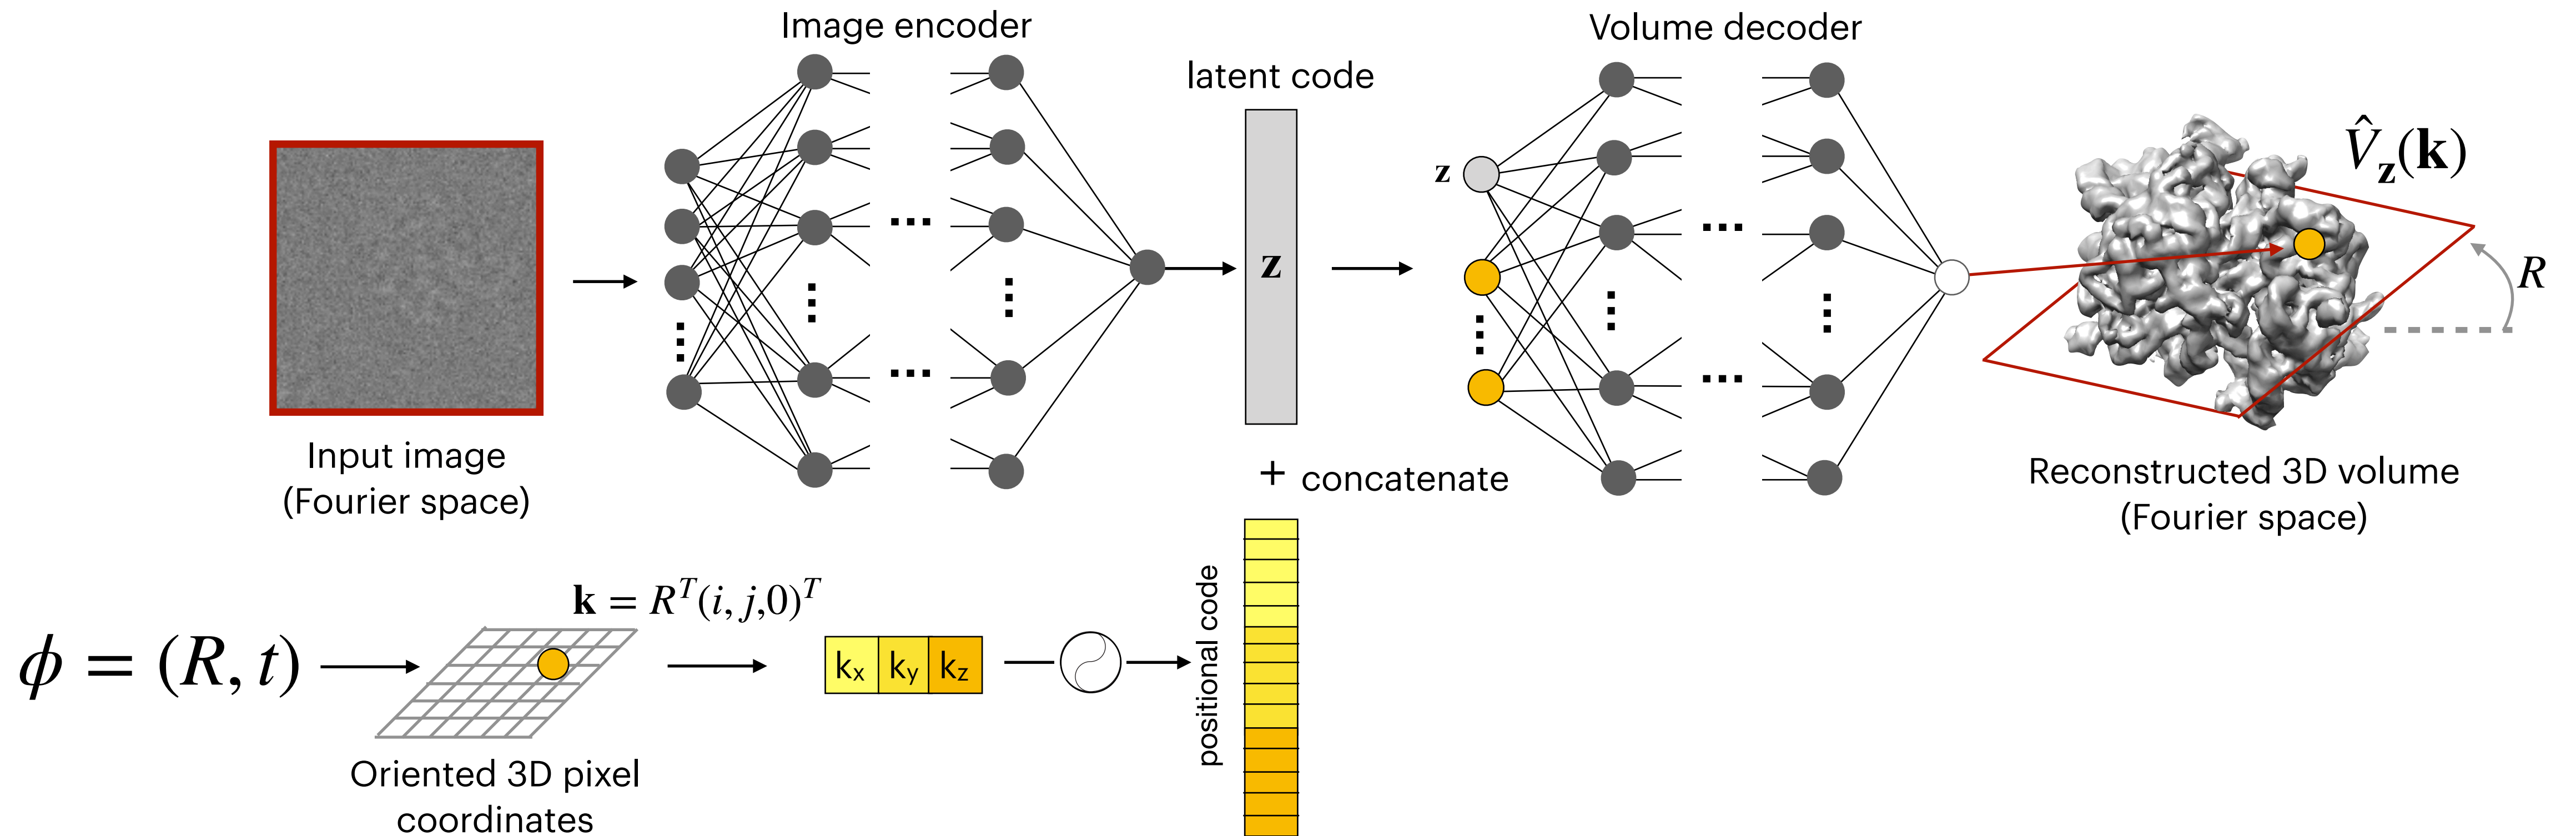 Image encoder
Volume decoder
latent code
z
z
V̂z(k)
R
...
...
...
...
Input image
(Fourier space)
+ concatenate
Reconstructed 3D volume
(Fourier space)
ϕ = (R, t)
k = R^T(i, j,0)^T
kx ky kz
positional code
Oriented 3D pixel
coordinates